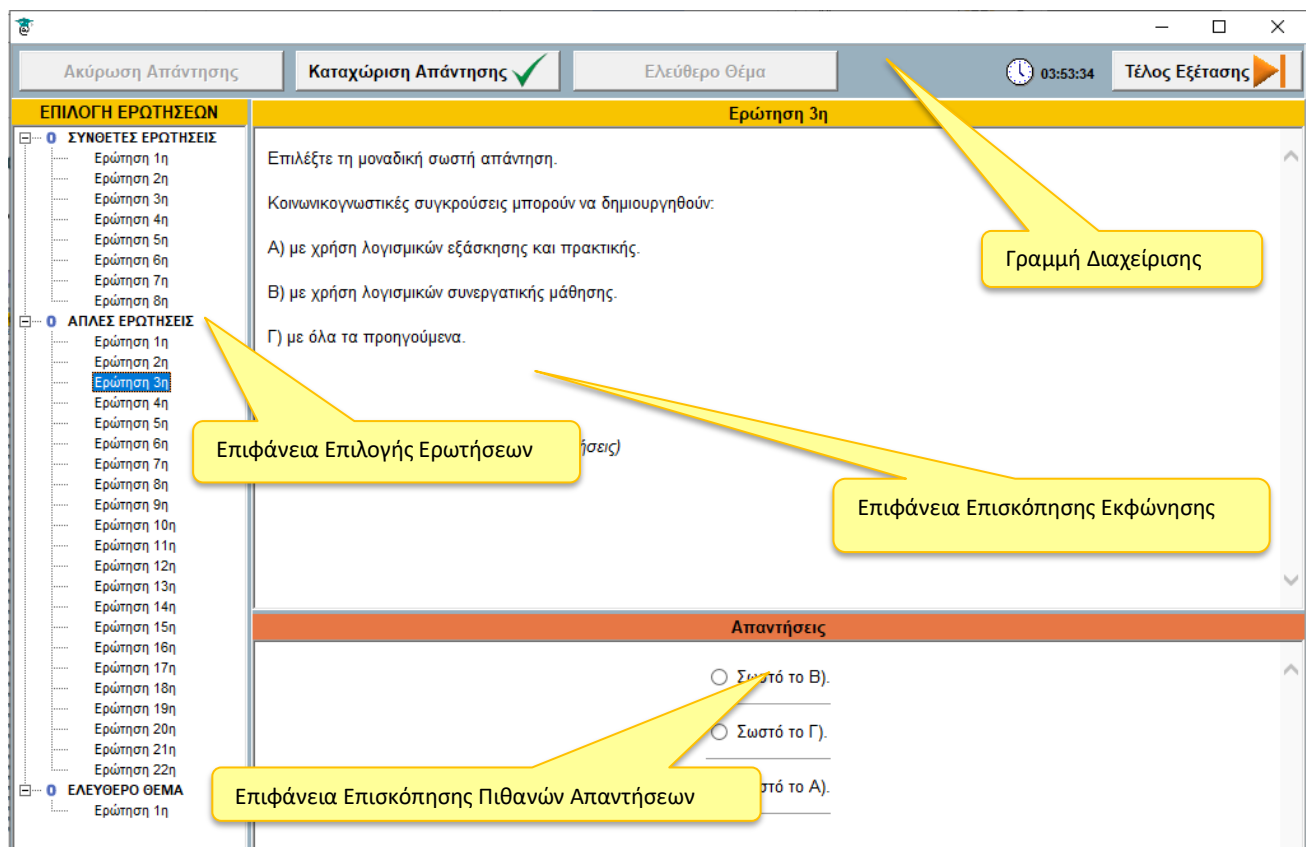 Ακύρωση Απάντησης
Καταχώριση Απάντησης
Ελεύθερο Θέμα
03:53:34
Τέλος Εξέτασης
ΕΠΙΛΟΓΗ ΕΡΩΤΗΣΕΩΝ
0 ΣΥΝΘΕΤΕΣ ΕΡΩΤΗΣΕΙΣ
Ερώτηση 1η
Ερώτηση 2η
Ερώτηση 3η
Ερώτηση 4η
Ερώτηση 5η
Ερώτηση 6η
Ερώτηση 7η
Ερώτηση 8η
0 ΑΠΛΕΣ ΕΡΩΤΗΣΕΙΣ
Ερώτηση 1η
Ερώτηση 2η
Ερώτηση 3η
Ερώτηση 4η
Ερώτηση 5η
Ερώτηση 6η
Ερώτηση 7η
Ερώτηση 8η
Ερώτηση 9η
Ερώτηση 10η
Ερώτηση 11η
Ερώτηση 12η
Ερώτηση 13η
Ερώτηση 14η
Ερώτηση 15η
Ερώτηση 16η
Ερώτηση 17η
Ερώτηση 18η
Ερώτηση 19η
Ερώτηση 20η
Ερώτηση 21η
Ερώτηση 22η
0 ΕΛΕΥΘΕΡΟ ΘΕΜΑ
Ερώτηση 1η
Ερώτηση 3η
Επιλέξτε τη μοναδική σωστή απάντηση.
Κοινωνικογνωστικές συγκρούσεις μπορούν να δημιουργηθούν:
Α) με χρήση λογισμικών εξάσκησης και πρακτικής.
Β) με χρήση λογισμικών συνεργατικής μάθησης.
Γ) με όλα τα προηγούμενα.
Γραμμή Διαχείρισης
Επιφάνεια Επιλογής Ερωτήσεων
Επιφάνεια Επισκόπησης Εκφώνησης
Απαντήσεις
Σωστό το Β).
Σωστό το Γ).
το Α).
Επιφάνεια Επισκόπησης Πιθανών Απαντήσεων